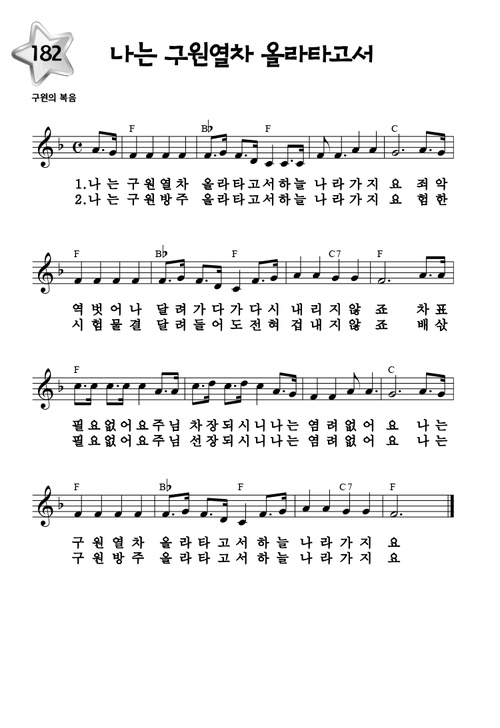 182
나는 구원열차 올라타고서
구원의 복음
F B♭ F C
1.나 는 구 원 열 차 올 라 타 고 서 하 늘 나 라 가 지 요 죄 악
2.나 는 구 원 방 주 올 라 타 고 서 하 늘 나 라 가 지 요 험 한
F B♭ F C7 F
역 벗 어 나 달 려 가 다 가 다 시 내 리 지 않 죠 차 표
시 험 물 결 달 려 들 어 도 전 혀 겁 내 지 않 죠 배 삯
F C
필 요 없 어 요 주 님 차 장 되 시 니 나 는 염 려 없 어 요 나 는
필 요 없 어 요 주 님 선 장 되 시 니 나 는 염 려 없 어 요 나 는
F B♭ F C7 F
구 원 열 차 올 라 타 고 서 하 늘 나 라 가 지 요
구 원 방 주 올 라 타 고 서 하 늘 나 라 가 지 요